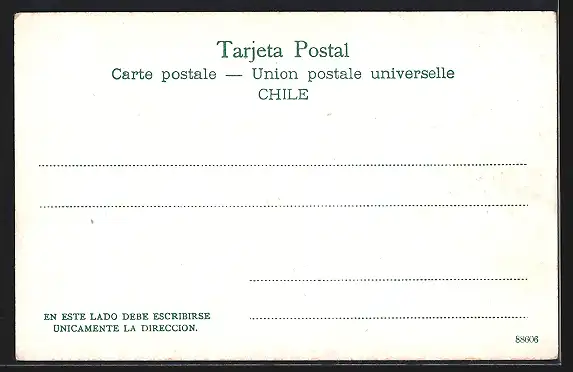 Tarjeta Postal
Carte postale — Union postale universelle
CHILE
EN ESTE LADO DEBE ESCRIBIRSE
UNICAMENTE LA DIRECCION.
88606